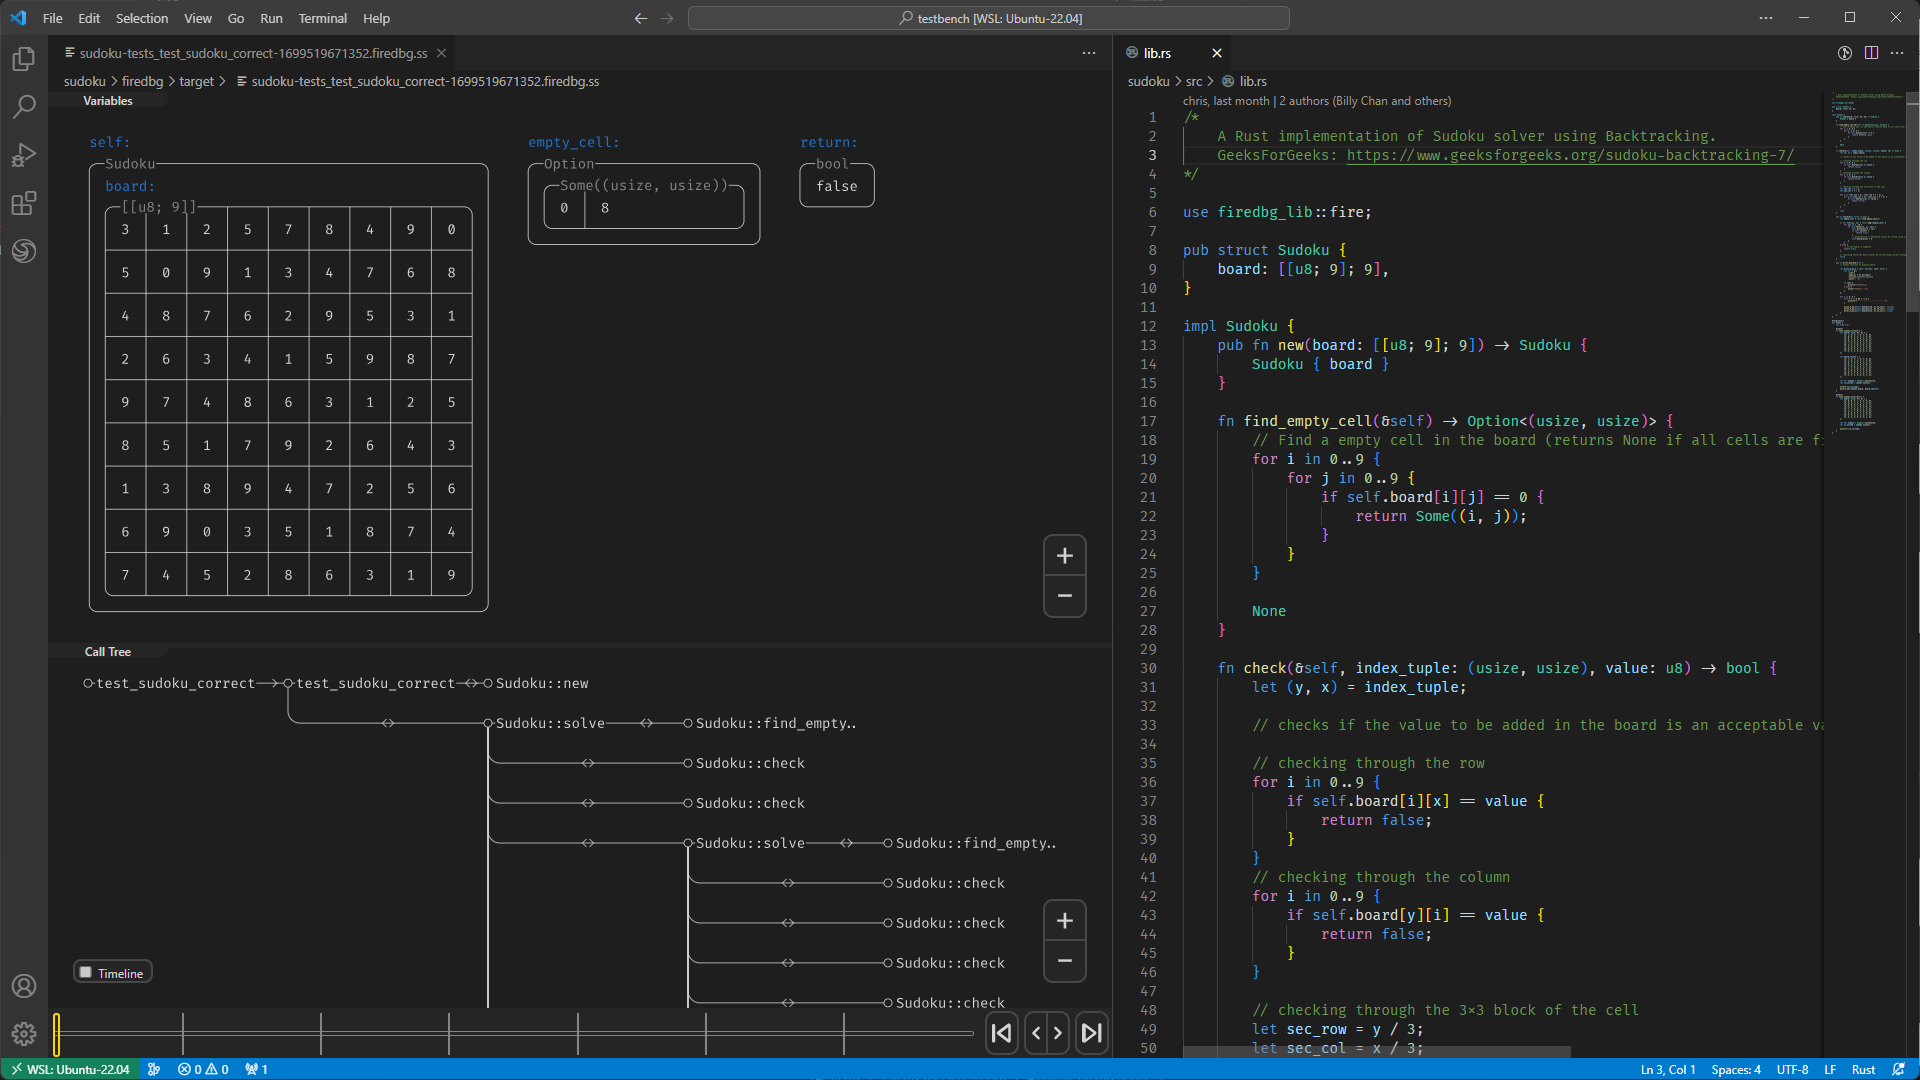 File Edit Selection View Go Run Terminal Help
testbench [WSL: Ubuntu-22.04]
sudoku-tests_test_sudoku_correct-1699519671352.firedbg.ss
sudoku > firedbg > target > sudoku-tests_test_sudoku_correct-1699519671352.firedbg.ss
Variables
self:
Sudoku
board:
[[u8; 9]]
3 1 2 5 7 8 4 9 0
5 0 9 1 3 4 7 6 8
4 8 7 6 2 9 5 3 1
2 6 3 4 1 5 9 8 7
9 7 4 8 6 3 1 2 5
8 5 1 7 9 2 6 4 3
1 3 8 9 4 7 2 5 6
6 9 0 3 5 1 8 7 4
7 4 5 2 8 6 3 1 9
empty_cell:
Option
Some((usize, usize))
0 8
return:
bool
false
+
−
Call Tree
test_sudoku_correct test_sudoku_correct Sudoku::new
Sudoku::solve Sudoku::find_empty..
Sudoku::check
Sudoku::check
Sudoku::solve Sudoku::find_empty..
Sudoku::check
Sudoku::check
Sudoku::check
Sudoku::check
+
−
Timeline
lib.rs
sudoku > src > lib.rs
chris, last month | 2 authors (Billy Chan and others)
1 /*
2 A Rust implementation of Sudoku solver using Backtracking.
3 GeeksForGeeks: https://www.geeksforgeeks.org/sudoku-backtracking-7/
4 */
5
6 use firedbg_lib::fire;
7
8 pub struct Sudoku {
9 board: [[u8; 9]; 9],
10 }
11
12 impl Sudoku {
13 pub fn new(board: [[u8; 9]; 9]) -> Sudoku {
14 Sudoku { board }
15 }
16
17 fn find_empty_cell(&self) -> Option<(usize, usize)> {
18 // Find a empty cell in the board (returns None if all cells are fi
19 for i in 0..9 {
20 for j in 0..9 {
21 if self.board[i][j] == 0 {
22 return Some((i, j));
23 }
24 }
25 }
26
27 None
28 }
29
30 fn check(&self, index_tuple: (usize, usize), value: u8) -> bool {
31 let (y, x) = index_tuple;
32
33 // checks if the value to be added in the board is an acceptable va
34
35 // checking through the row
36 for i in 0..9 {
37 if self.board[i][x] == value {
38 return false;
39 }
40 }
41 // checking through the column
42 for i in 0..9 {
43 if self.board[y][i] == value {
44 return false;
45 }
46 }
47
48 // checking through the 3x3 block of the cell
49 let sec_row = y / 3;
50 let sec_col = x / 3;
WSL: Ubuntu-22.04 0 0 1 Ln 3, Col 1 Spaces: 4 UTF-8 LF Rust